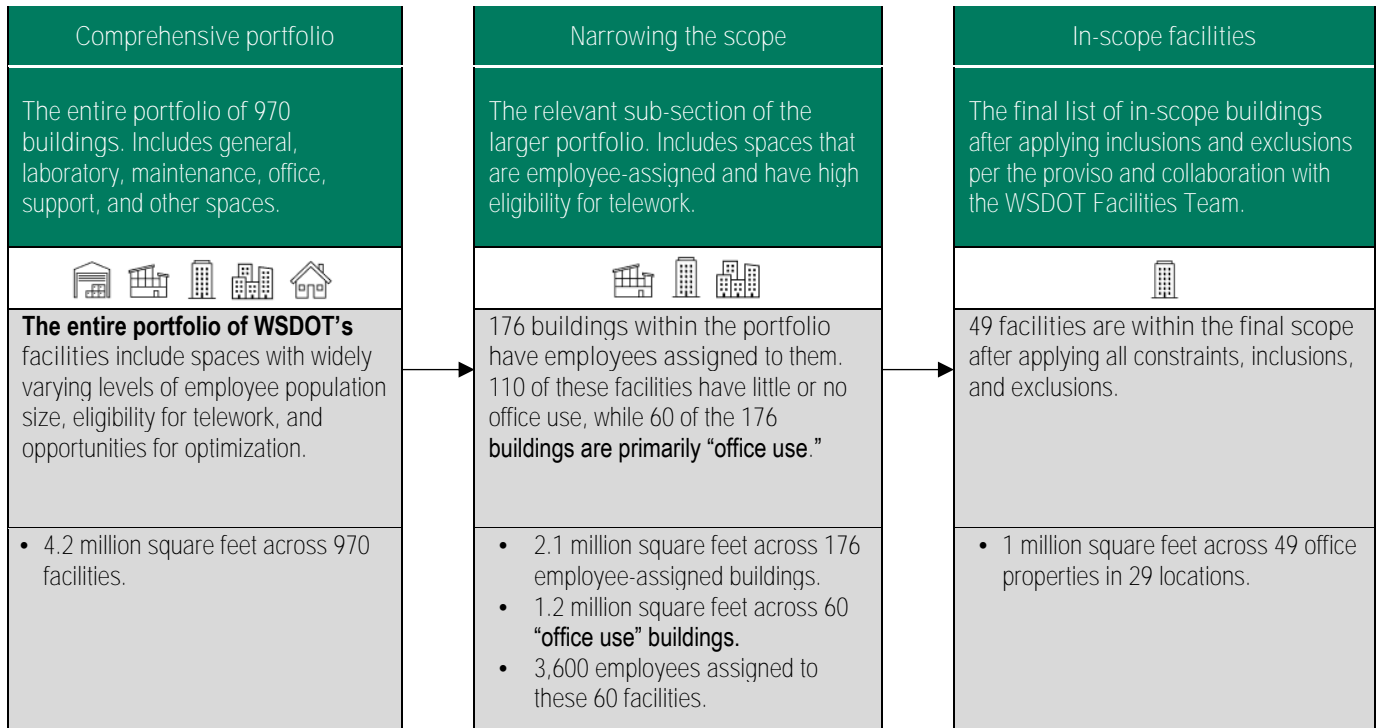 Comprehensive portfolio
The entire portfolio of 970
buildings. Includes general,
laboratory, maintenance, office,
support, and other spaces.
The entire portfolio of WSDOT’s
facilities include spaces with widely
varying levels of employee population
size, eligibility for telework, and
opportunities for optimization.
• 4.2 million square feet across 970
facilities.
Narrowing the scope
The relevant sub-section of the
larger portfolio. Includes spaces that
are employee-assigned and have high
eligibility for telework.
176 buildings within the portfolio
have employees assigned to them.
110 of these facilities have little or no
office use, while 60 of the 176
buildings are primarily “office use.”
• 2.1 million square feet across 176
employee-assigned buildings.
• 1.2 million square feet across 60
“office use” buildings.
• 3,600 employees assigned to
these 60 facilities.
In-scope facilities
The final list of in-scope buildings
after applying inclusions and exclusions
per the proviso and collaboration with
the WSDOT Facilities Team.
49 facilities are within the final scope
after applying all constraints, inclusions,
and exclusions.
• 1 million square feet across 49 office
properties in 29 locations.